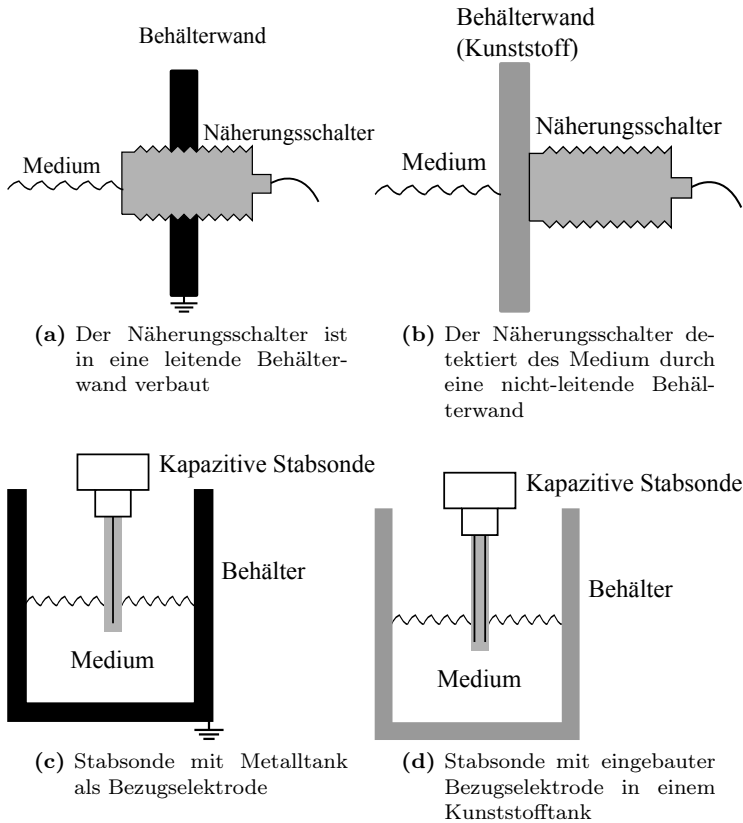 Behälterwand
Näherungsschalter
Medium
(a) Der Näherungsschalter ist
in eine leitende Behälter-
wand verbaut
Behälterwand
(Kunststoff)
Näherungsschalter
Medium
(b) Der Näherungsschalter de-
tektiert des Medium durch
eine nicht-leitende Behäl-
terwand
Kapazitive Stabsonde
Behälter
Medium
(c) Stabsonde mit Metalltank
als Bezugselektrode
Kapazitive Stabsonde
Behälter
Medium
(d) Stabsonde mit eingebauter
Bezugselektrode in einem
Kunststofftank